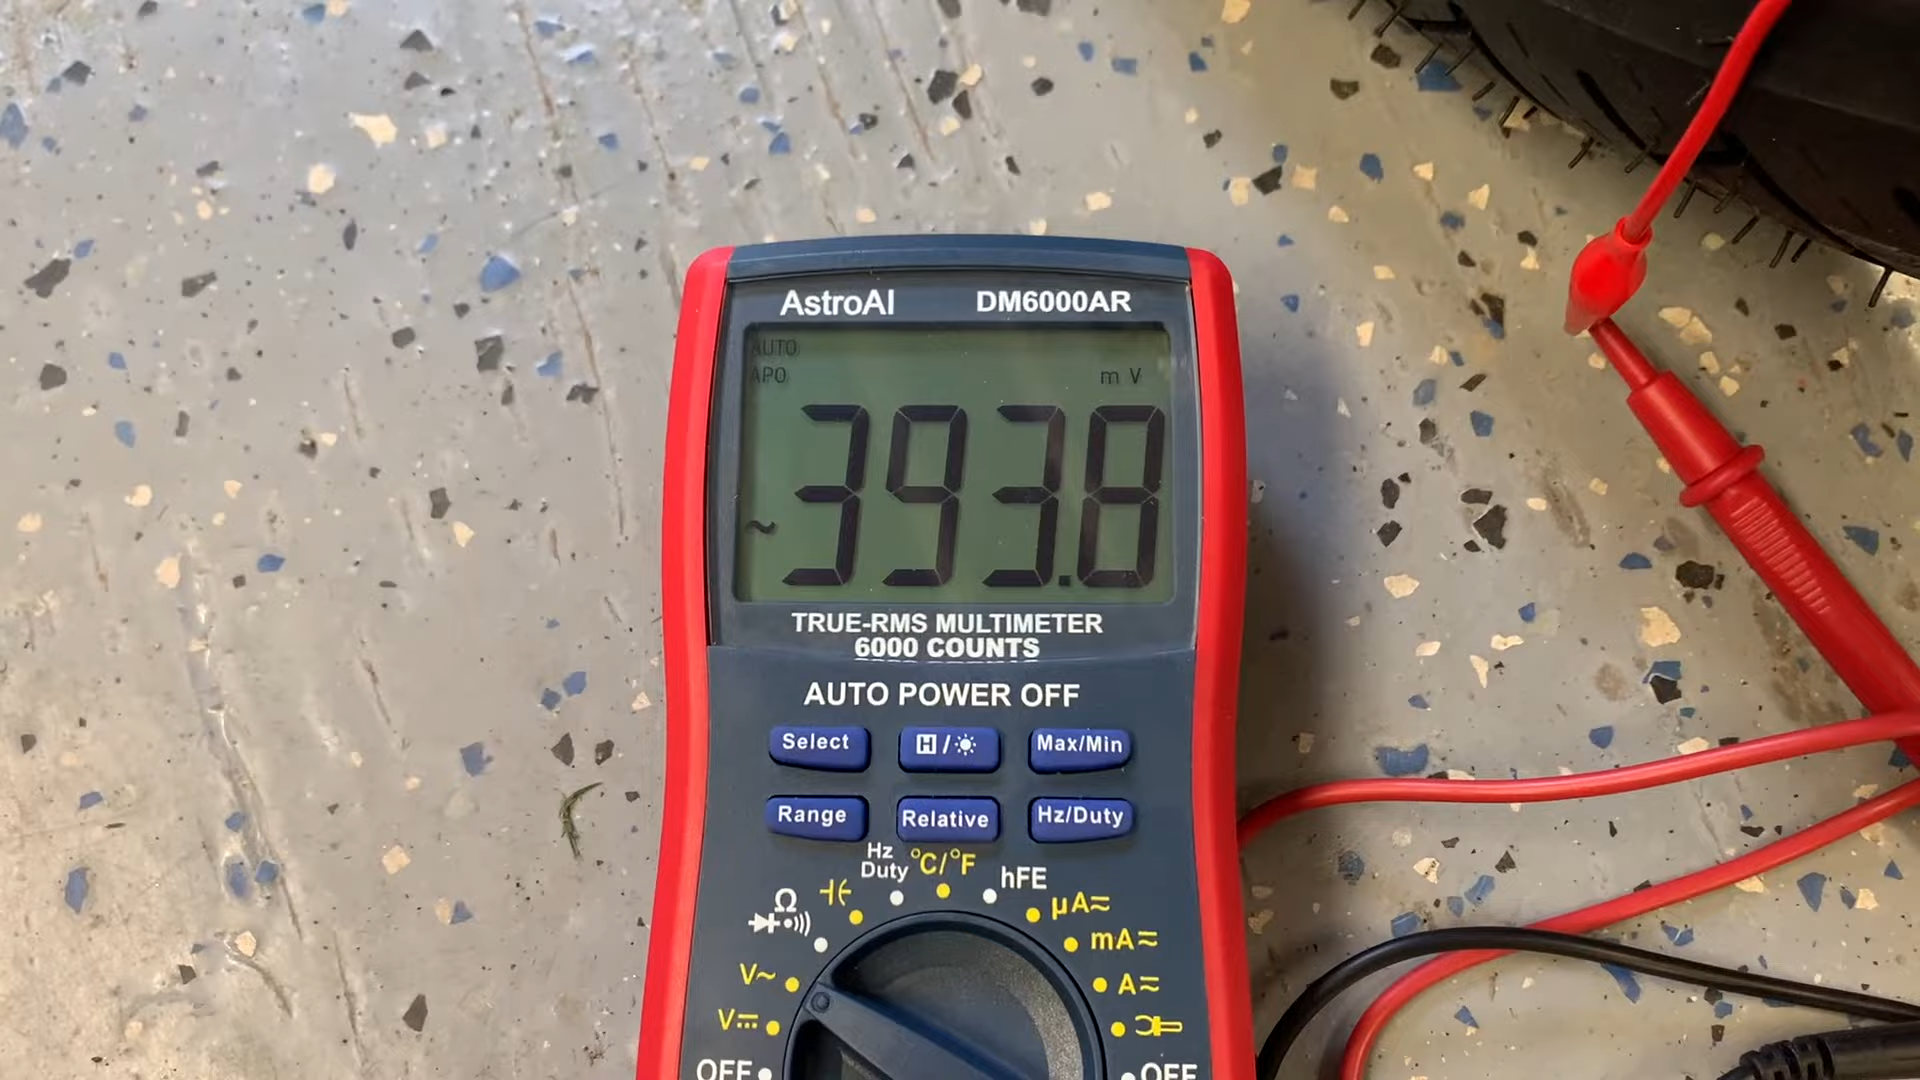 AstroAI DM6000AR
AUTO
APO m V
~ 393.8
TRUE-RMS MULTIMETER
6000 COUNTS
AUTO POWER OFF
Select H/☀ Max/Min
Range Relative Hz/Duty
Hz
Duty °C/°F hFE
Ω µA≂
mA≂
V~ A≂
V⎓
OFF OFF